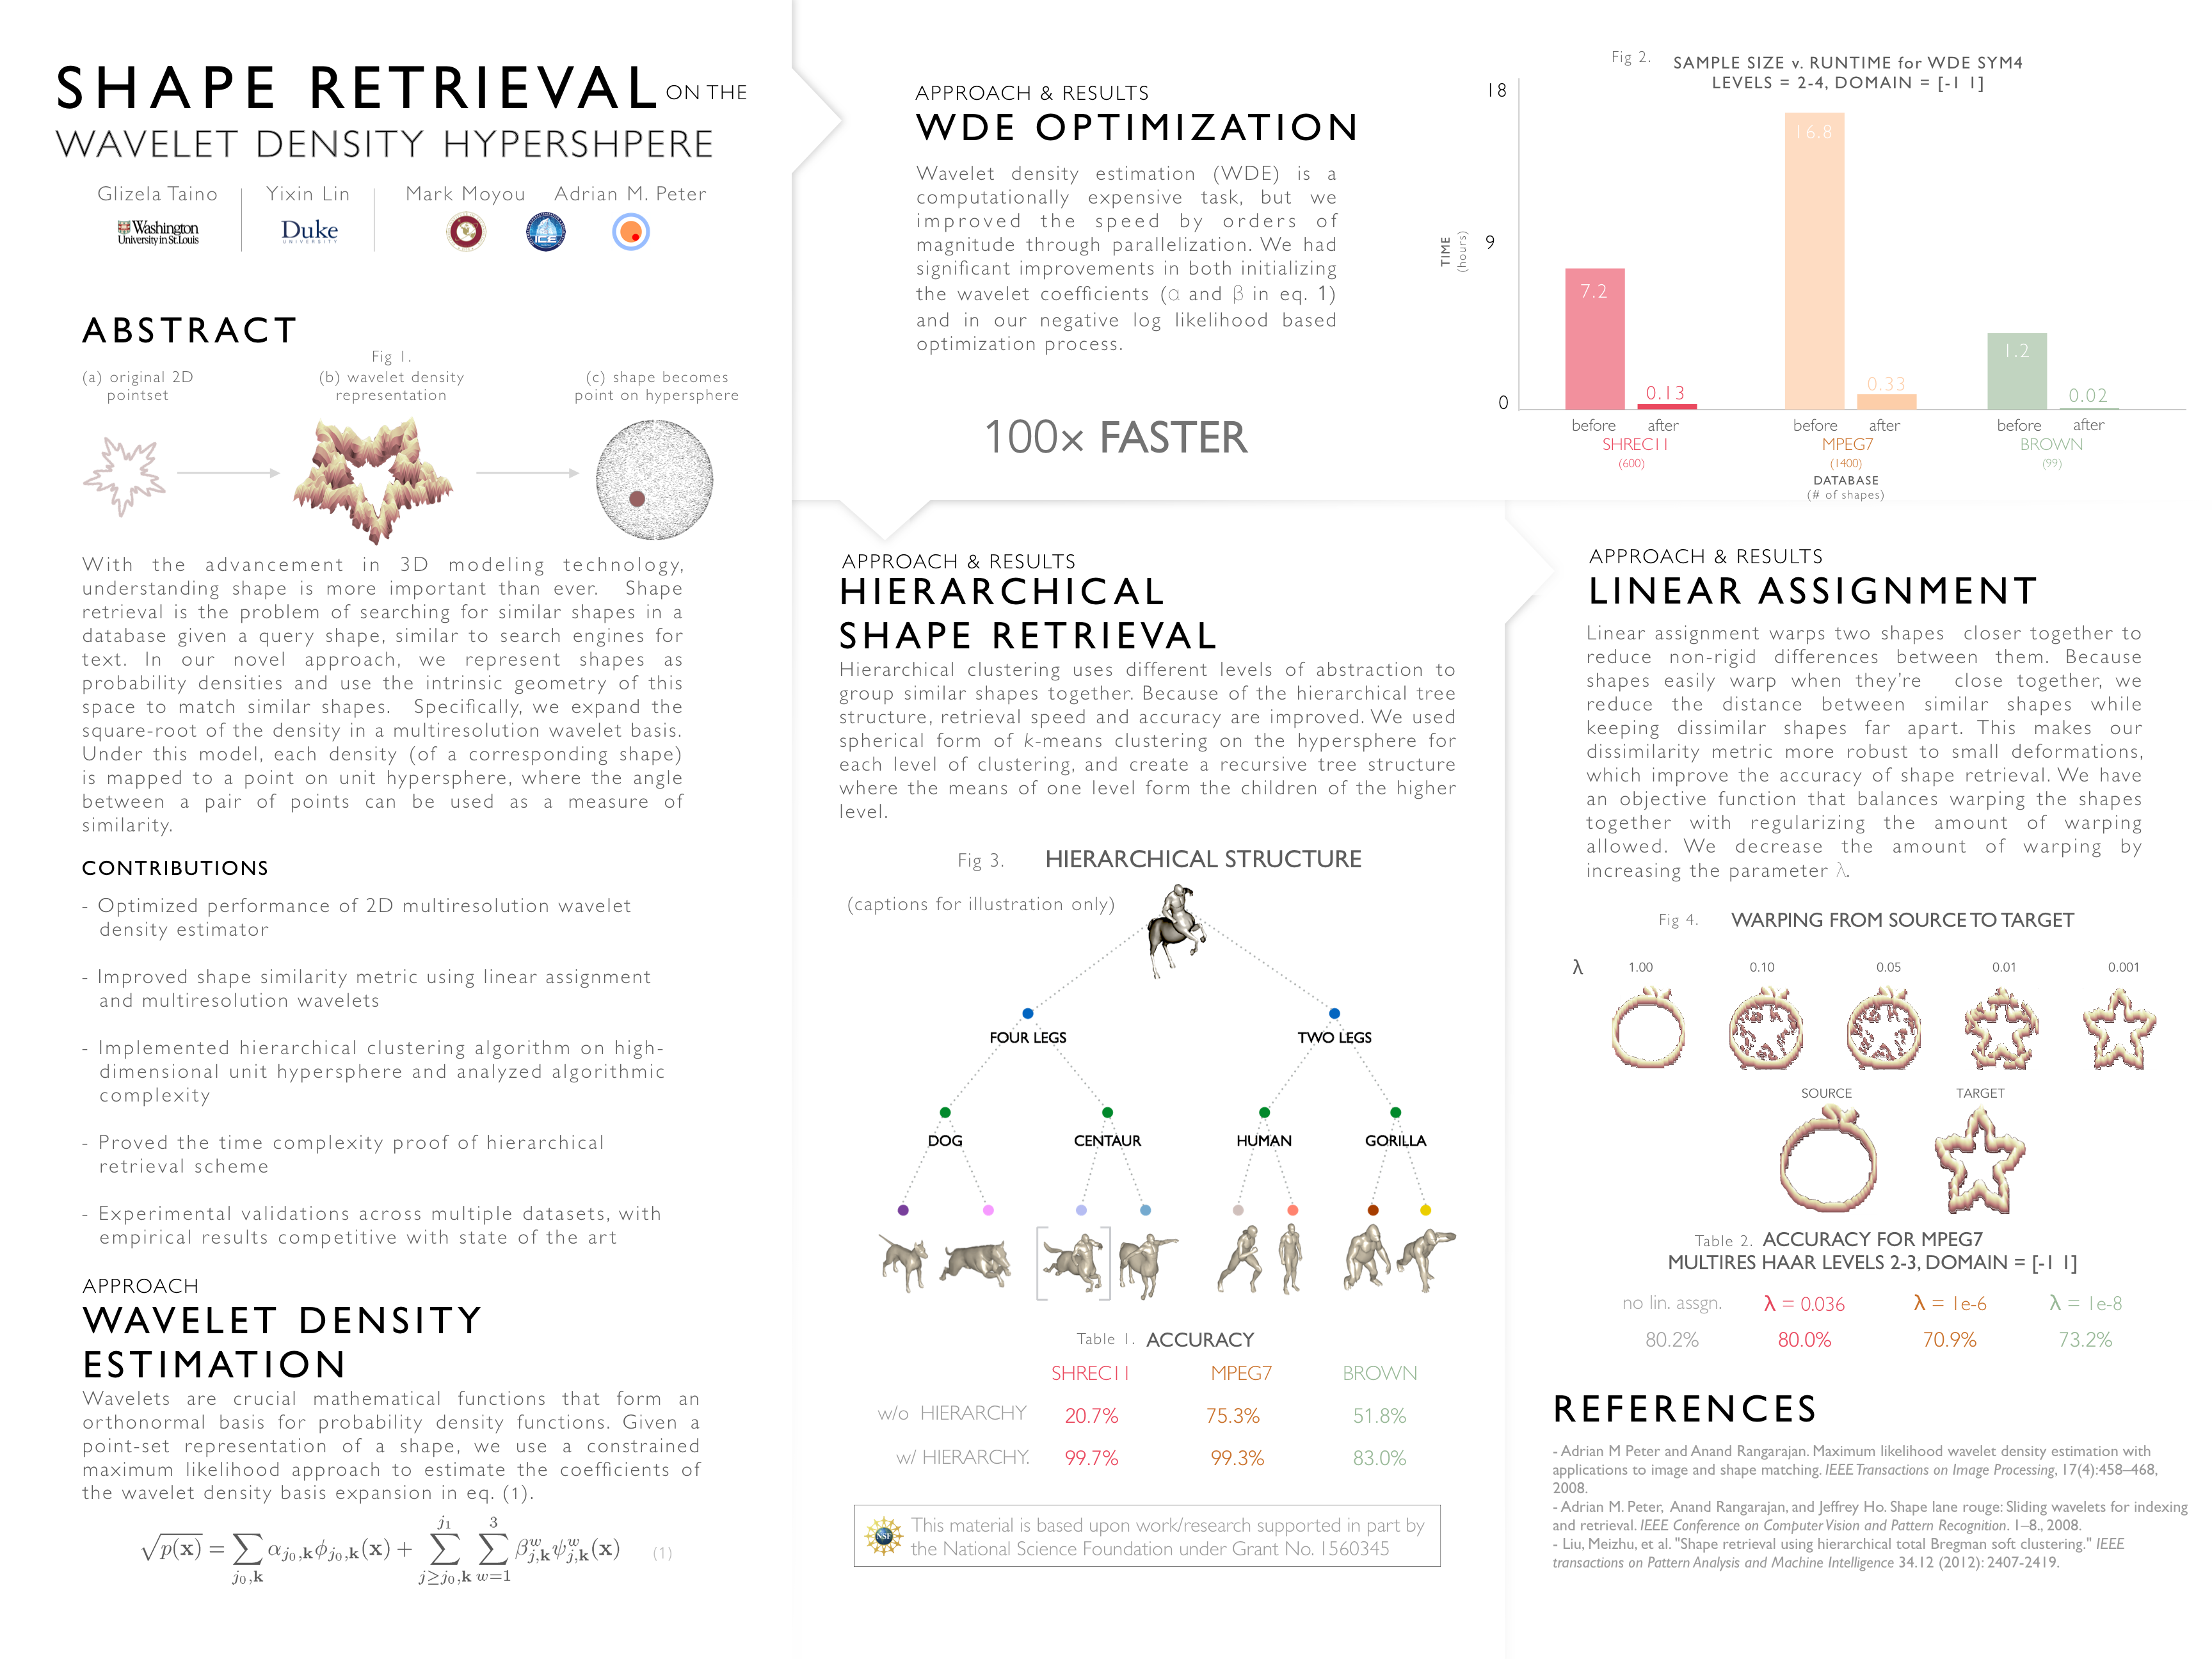 SHAPE RETRIEVAL ON THE
WAVELET DENSITY HYPERSHPERE
Glizela Taino
Yixin Lin
Mark Moyou
Adrian M. Peter
Washington
University in St. Louis
Duke
UNIVERSITY
ICE
ABSTRACT
Fig 1.
(a) original 2D
pointset
(b) wavelet density
representation
(c) shape becomes
point on hypersphere
With the advancement in 3D modeling technology,
understanding shape is more important than ever. Shape
retrieval is the problem of searching for similar shapes in a
database given a query shape, similar to search engines for
text. In our novel approach, we represent shapes as
probability densities and use the intrinsic geometry of this
space to match similar shapes. Specifically, we expand the
square-root of the density in a multiresolution wavelet basis.
Under this model, each density (of a corresponding shape)
is mapped to a point on unit hypersphere, where the angle
between a pair of points can be used as a measure of
similarity.
CONTRIBUTIONS
- Optimized performance of 2D multiresolution wavelet
density estimator
- Improved shape similarity metric using linear assignment
and multiresolution wavelets
- Implemented hierarchical clustering algorithm on high-
dimensional unit hypersphere and analyzed algorithmic
complexity
- Proved the time complexity proof of hierarchical
retrieval scheme
- Experimental validations across multiple datasets, with
empirical results competitive with state of the art
APPROACH
WAVELET DENSITY
ESTIMATION
Wavelets are crucial mathematical functions that form an
orthonormal basis for probability density functions. Given a
point-set representation of a shape, we use a constrained
maximum likelihood approach to estimate the coefficients of
the wavelet density basis expansion in eq. (1).
√p(x) = ∑_{j₀,k} α_{j₀,k} φ_{j₀,k}(x) + ∑_{j≥j₀,k}^{j₁} ∑_{w=1}^{3} β^w_{j,k} ψ^w_{j,k}(x) (1)
APPROACH & RESULTS
WDE OPTIMIZATION
Wavelet density estimation (WDE) is a
computationally expensive task, but we
improved the speed by orders of
magnitude through parallelization. We had
significant improvements in both initializing
the wavelet coefficients (α and β in eq. 1)
and in our negative log likelihood based
optimization process.
100× FASTER
Fig 2.
SAMPLE SIZE v. RUNTIME for WDE SYM4
LEVELS = 2-4, DOMAIN = [-1 1]
18
9
0
TIME
(hours)
7.2
0.13
16.8
0.33
1.2
0.02
before after
before after
before after
SHREC11
MPEG7
BROWN
(600)
(1400)
(99)
DATABASE
(# of shapes)
APPROACH & RESULTS
HIERARCHICAL
SHAPE RETRIEVAL
Hierarchical clustering uses different levels of abstraction to
group similar shapes together. Because of the hierarchical tree
structure, retrieval speed and accuracy are improved. We used
spherical form of k-means clustering on the hypersphere for
each level of clustering, and create a recursive tree structure
where the means of one level form the children of the higher
level.
Fig 3. HIERARCHICAL STRUCTURE
(captions for illustration only)
FOUR LEGS
TWO LEGS
DOG
CENTAUR
HUMAN
GORILLA
Table 1. ACCURACY
SHREC11 MPEG7 BROWN
w/o HIERARCHY 20.7% 75.3% 51.8%
w/ HIERARCHY. 99.7% 99.3% 83.0%
NSF
This material is based upon work/research supported in part by
the National Science Foundation under Grant No. 1560345
APPROACH & RESULTS
LINEAR ASSIGNMENT
Linear assignment warps two shapes closer together to
reduce non-rigid differences between them. Because
shapes easily warp when they're close together, we
reduce the distance between similar shapes while
keeping dissimilar shapes far apart. This makes our
dissimilarity metric more robust to small deformations,
which improve the accuracy of shape retrieval. We have
an objective function that balances warping the shapes
together with regularizing the amount of warping
allowed. We decrease the amount of warping by
increasing the parameter λ.
Fig 4. WARPING FROM SOURCE TO TARGET
λ 1.00 0.10 0.05 0.01 0.001
SOURCE TARGET
Table 2. ACCURACY FOR MPEG7
MULTIRES HAAR LEVELS 2-3, DOMAIN = [-1 1]
no lin. assgn. λ = 0.036 λ = 1e-6 λ = 1e-8
80.2% 80.0% 70.9% 73.2%
REFERENCES
- Adrian M Peter and Anand Rangarajan. Maximum likelihood wavelet density estimation with
applications to image and shape matching. IEEE Transactions on Image Processing, 17(4):458–468,
2008.
- Adrian M. Peter, Anand Rangarajan, and Jeffrey Ho. Shape lane rouge: Sliding wavelets for indexing
and retrieval. IEEE Conference on Computer Vision and Pattern Recognition. 1–8., 2008.
- Liu, Meizhu, et al. "Shape retrieval using hierarchical total Bregman soft clustering." IEEE
transactions on Pattern Analysis and Machine Intelligence 34.12 (2012): 2407-2419.